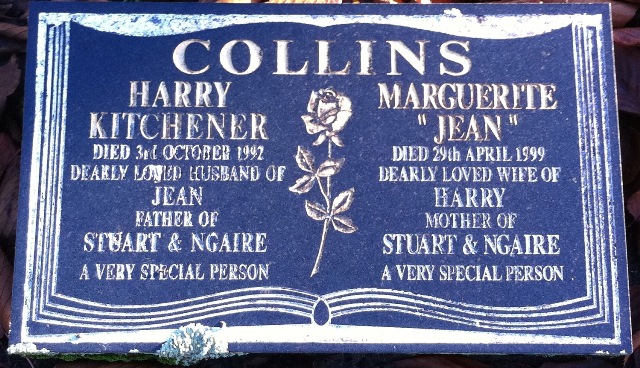 COLLINS
HARRY
KITCHENER
DIED 3rd OCTOBER 1992
DEARLY LOVED HUSBAND OF
JEAN
FATHER OF
STUART & NGAIRE
A VERY SPECIAL PERSON
MARGUERITE
"JEAN"
DIED 29th APRIL 1999
DEARLY LOVED WIFE OF
HARRY
MOTHER OF
STUART & NGAIRE
A VERY SPECIAL PERSON